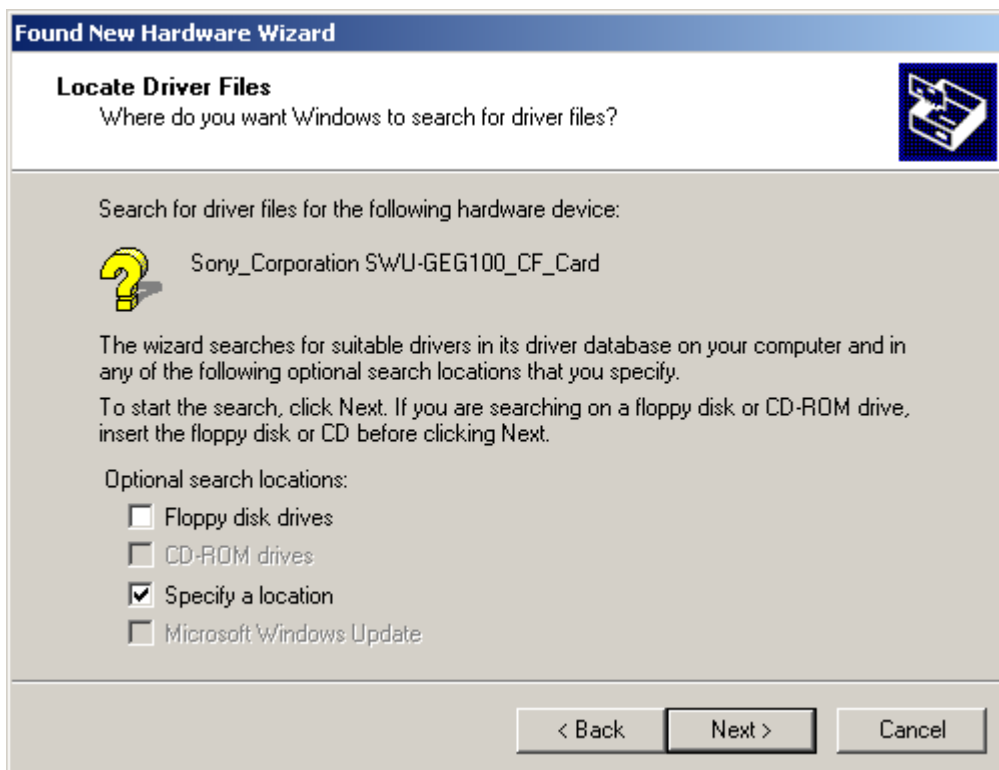 Found New Hardware Wizard
Locate Driver Files
Where do you want Windows to search for driver files?
Search for driver files for the following hardware device:
Sony_Corporation SWU-GEG100_CF_Card
The wizard searches for suitable drivers in its driver database on your computer and in
any of the following optional search locations that you specify.
To start the search, click Next. If you are searching on a floppy disk or CD-ROM drive,
insert the floppy disk or CD before clicking Next.
Optional search locations:
Floppy disk drives
CD-ROM drives
Specify a location
Microsoft Windows Update
< Back Next > Cancel